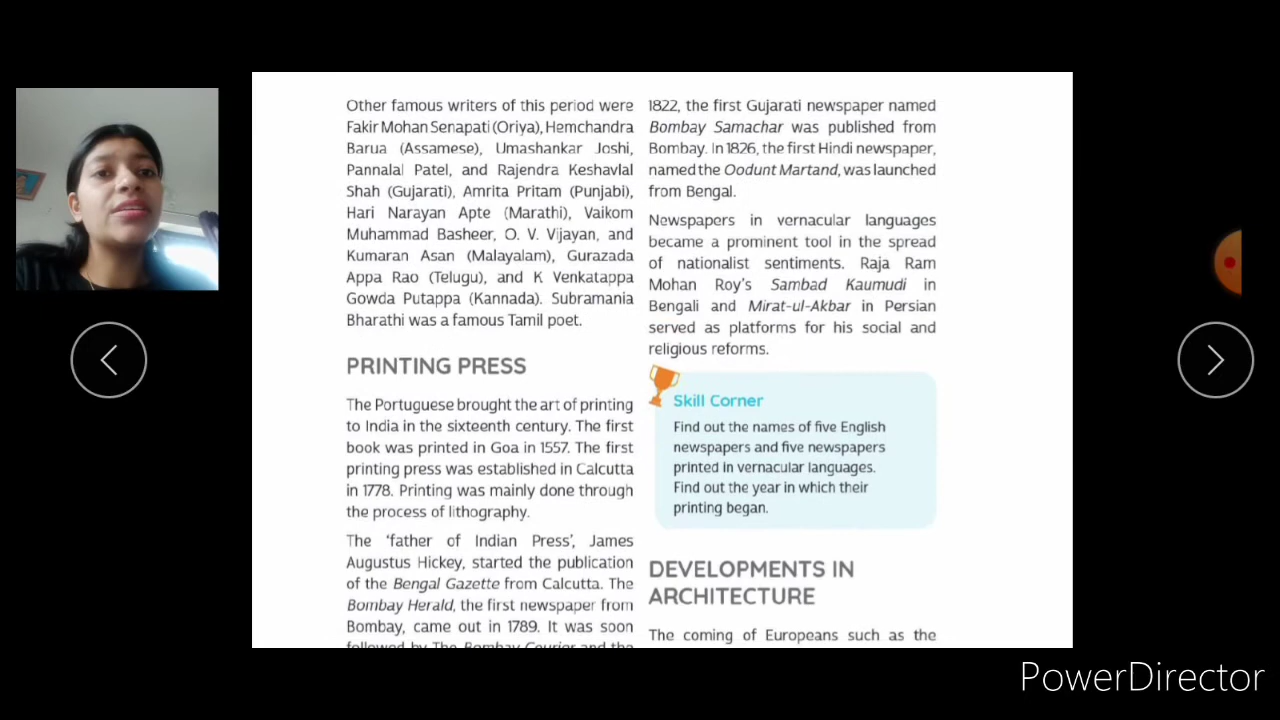 Other famous writers of this period were
Fakir Mohan Senapati (Oriya), Hemchandra
Barua (Assamese), Umashankar Joshi,
Pannalal Patel, and Rajendra Keshavlal
Shah (Gujarati), Amrita Pritam (Punjabi),
Hari Narayan Apte (Marathi), Vaikom
Muhammad Basheer, O. V. Vijayan, and
Kumaran Asan (Malayalam), Gurazada
Appa Rao (Telugu), and K Venkatappa
Gowda Putappa (Kannada). Subramania
Bharathi was a famous Tamil poet.
PRINTING PRESS
The Portuguese brought the art of printing
to India in the sixteenth century. The first
book was printed in Goa in 1557. The first
printing press was established in Calcutta
in 1778. Printing was mainly done through
the process of lithography.
The 'father of Indian Press', James
Augustus Hickey, started the publication
of the Bengal Gazette from Calcutta. The
Bombay Herald, the first newspaper from
Bombay, came out in 1789. It was soon
followed by The Bombay Courier and the
1822, the first Gujarati newspaper named
Bombay Samachar was published from
Bombay. In 1826, the first Hindi newspaper,
named the Oodunt Martand, was launched
from Bengal.
Newspapers in vernacular languages
became a prominent tool in the spread
of nationalist sentiments. Raja Ram
Mohan Roy's Sambad Kaumudi in
Bengali and Mirat-ul-Akbar in Persian
served as platforms for his social and
religious reforms.
Skill Corner
Find out the names of five English
newspapers and five newspapers
printed in vernacular languages.
Find out the year in which their
printing began.
DEVELOPMENTS IN
ARCHITECTURE
The coming of Europeans such as the
PowerDirector